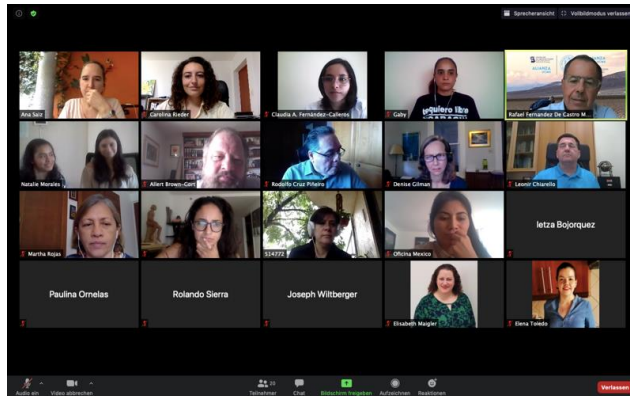 Sprecheransicht Vollbildmodus verlassen
Ana Saiz
Carolina Rieder
Claudia A. Fernández-Calleros
Gaby
Rafael Fernandez De Castro M...
Natalie Morales
Allert Brown-Gort
Rodolfo Cruz Piñeiro
Denise Gilman
Leonir Chiarello
Martha Rojas
514772
Oficina Mexico
Ietza Bojorquez
Paulina Ornelas
Rolando Sierra
Joseph Wiltberger
Elisabeth Maigler
Elena Toledo
Audio ein
Video abbrechen
20
Teilnehmer
Chat
Bildschirm freigeben
Aufzeichnen
Reaktionen
Verlassen